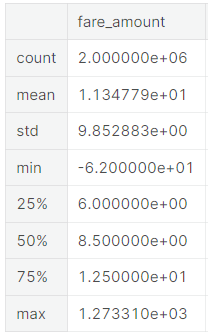 fare_amount
count 2.000000e+06
mean 1.134779e+01
std 9.852883e+00
min -6.200000e+01
25% 6.000000e+00
50% 8.500000e+00
75% 1.250000e+01
max 1.273310e+03